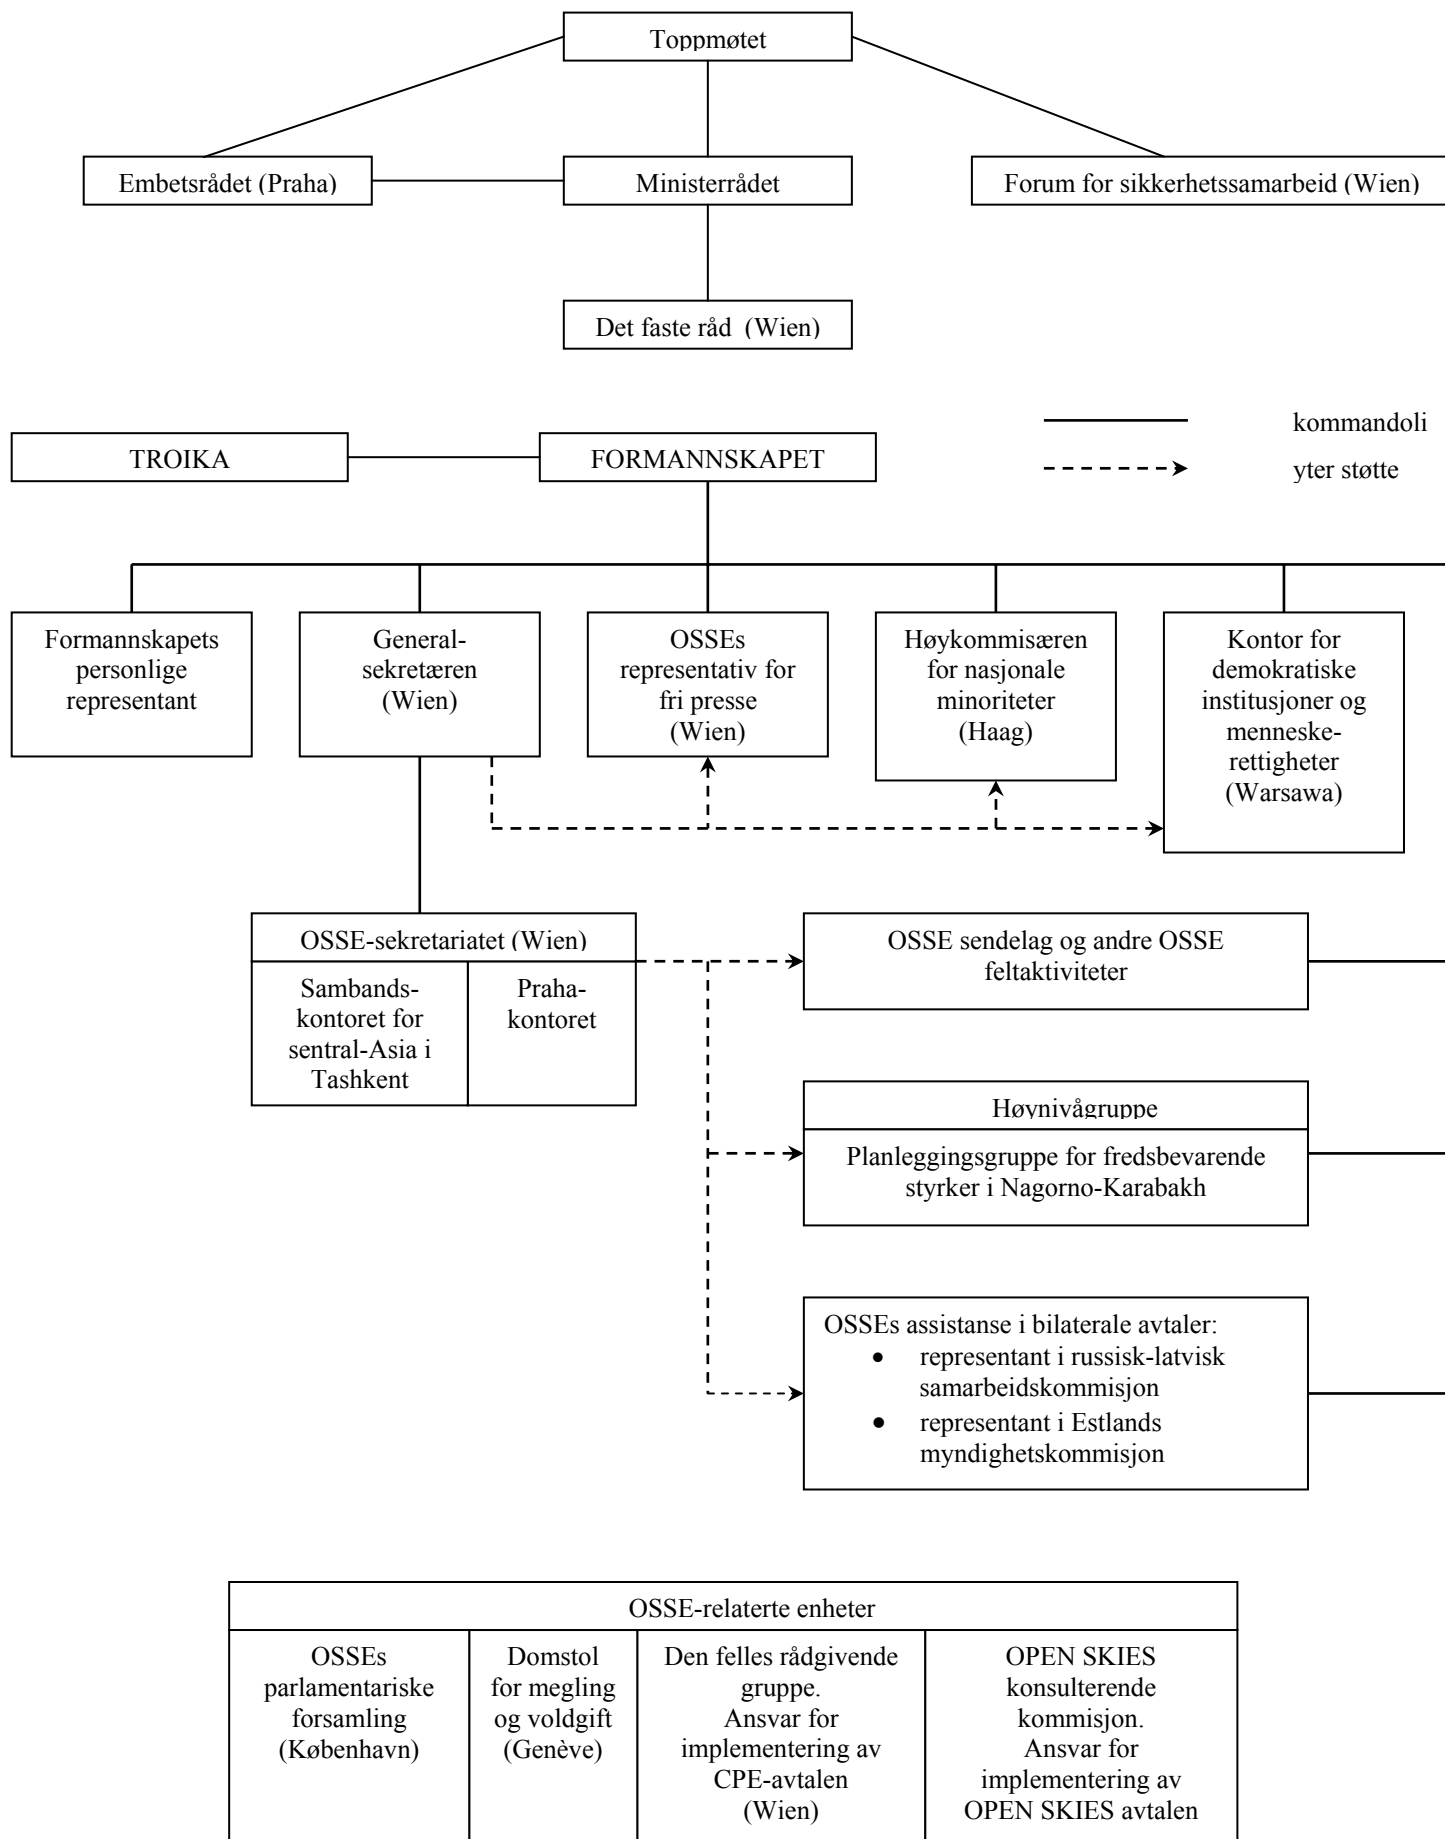 Toppmøtet
Embetsrådet (Praha)
Ministerrådet
Forum for sikkerhetssamarbeid (Wien)
Det faste råd (Wien)
kommandoli
yter støtte
TROIKA
FORMANNSKAPET
Formannskapets
personlige
representant
General-
sekretæren
(Wien)
OSSEs
representativ for
fri presse
(Wien)
Høykommisæren
for nasjonale
minoriteter
(Haag)
Kontor for
demokratiske
institusjoner og
menneske-
rettigheter
(Warsawa)
OSSE-sekretariatet (Wien)
Sambands-
kontoret for
sentral-Asia i
Tashkent
Praha-
kontoret
OSSE sendelag og andre OSSE
feltaktiviteter
Høynivågruppe
Planleggingsgruppe for fredsbevarende
styrker i Nagorno-Karabakh
OSSEs assistanse i bilaterale avtaler:
• representant i russisk-latvisk
samarbeidskommisjon
• representant i Estlands
myndighetskommisjon
OSSE-relaterte enheter
OSSEs
parlamentariske
forsamling
(København)
Domstol
for megling
og voldgift
(Genève)
Den felles rådgivende
gruppe.
Ansvar for
implementering av
CPE-avtalen
(Wien)
OPEN SKIES
konsulterende
kommisjon.
Ansvar for
implementering av
OPEN SKIES avtalen